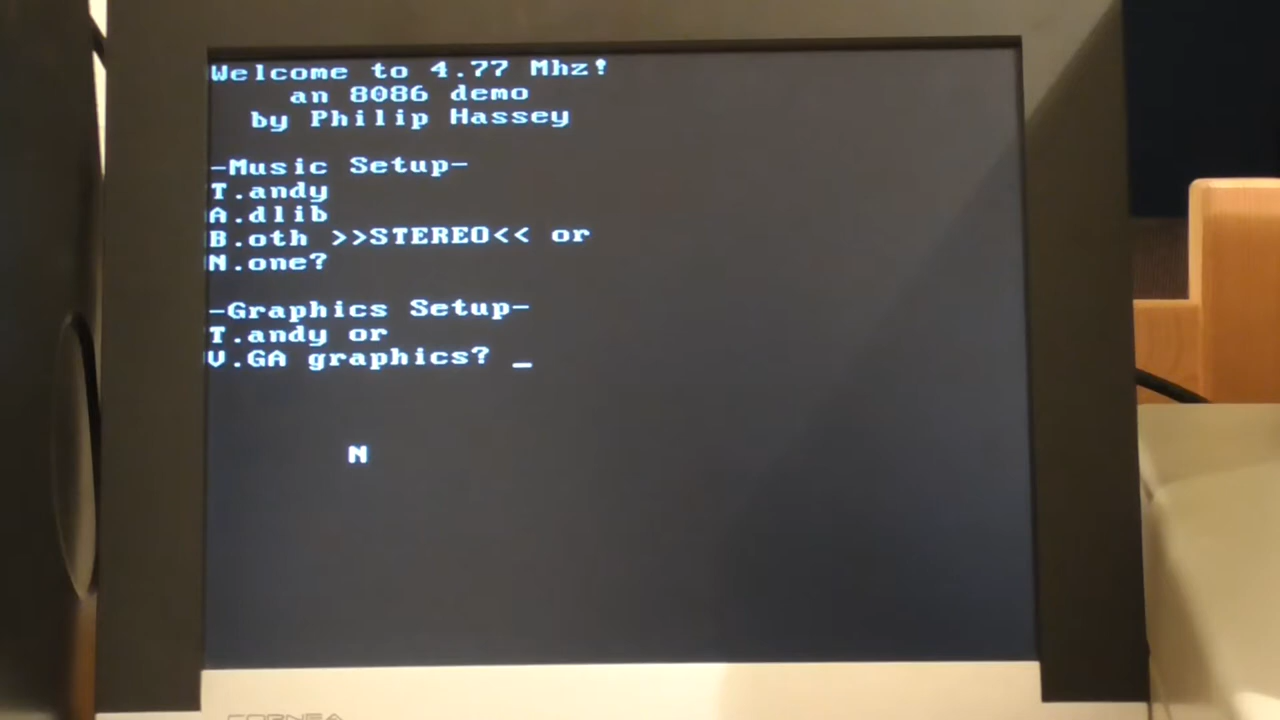 Welcome to 4.77 Mhz!
an 8086 demo
by Philip Hassey
-Music Setup-
T.andy
A.dlib
B.oth >>STEREO<< or
N.one?
-Graphics Setup-
T.andy or
V.GA graphics? _
N